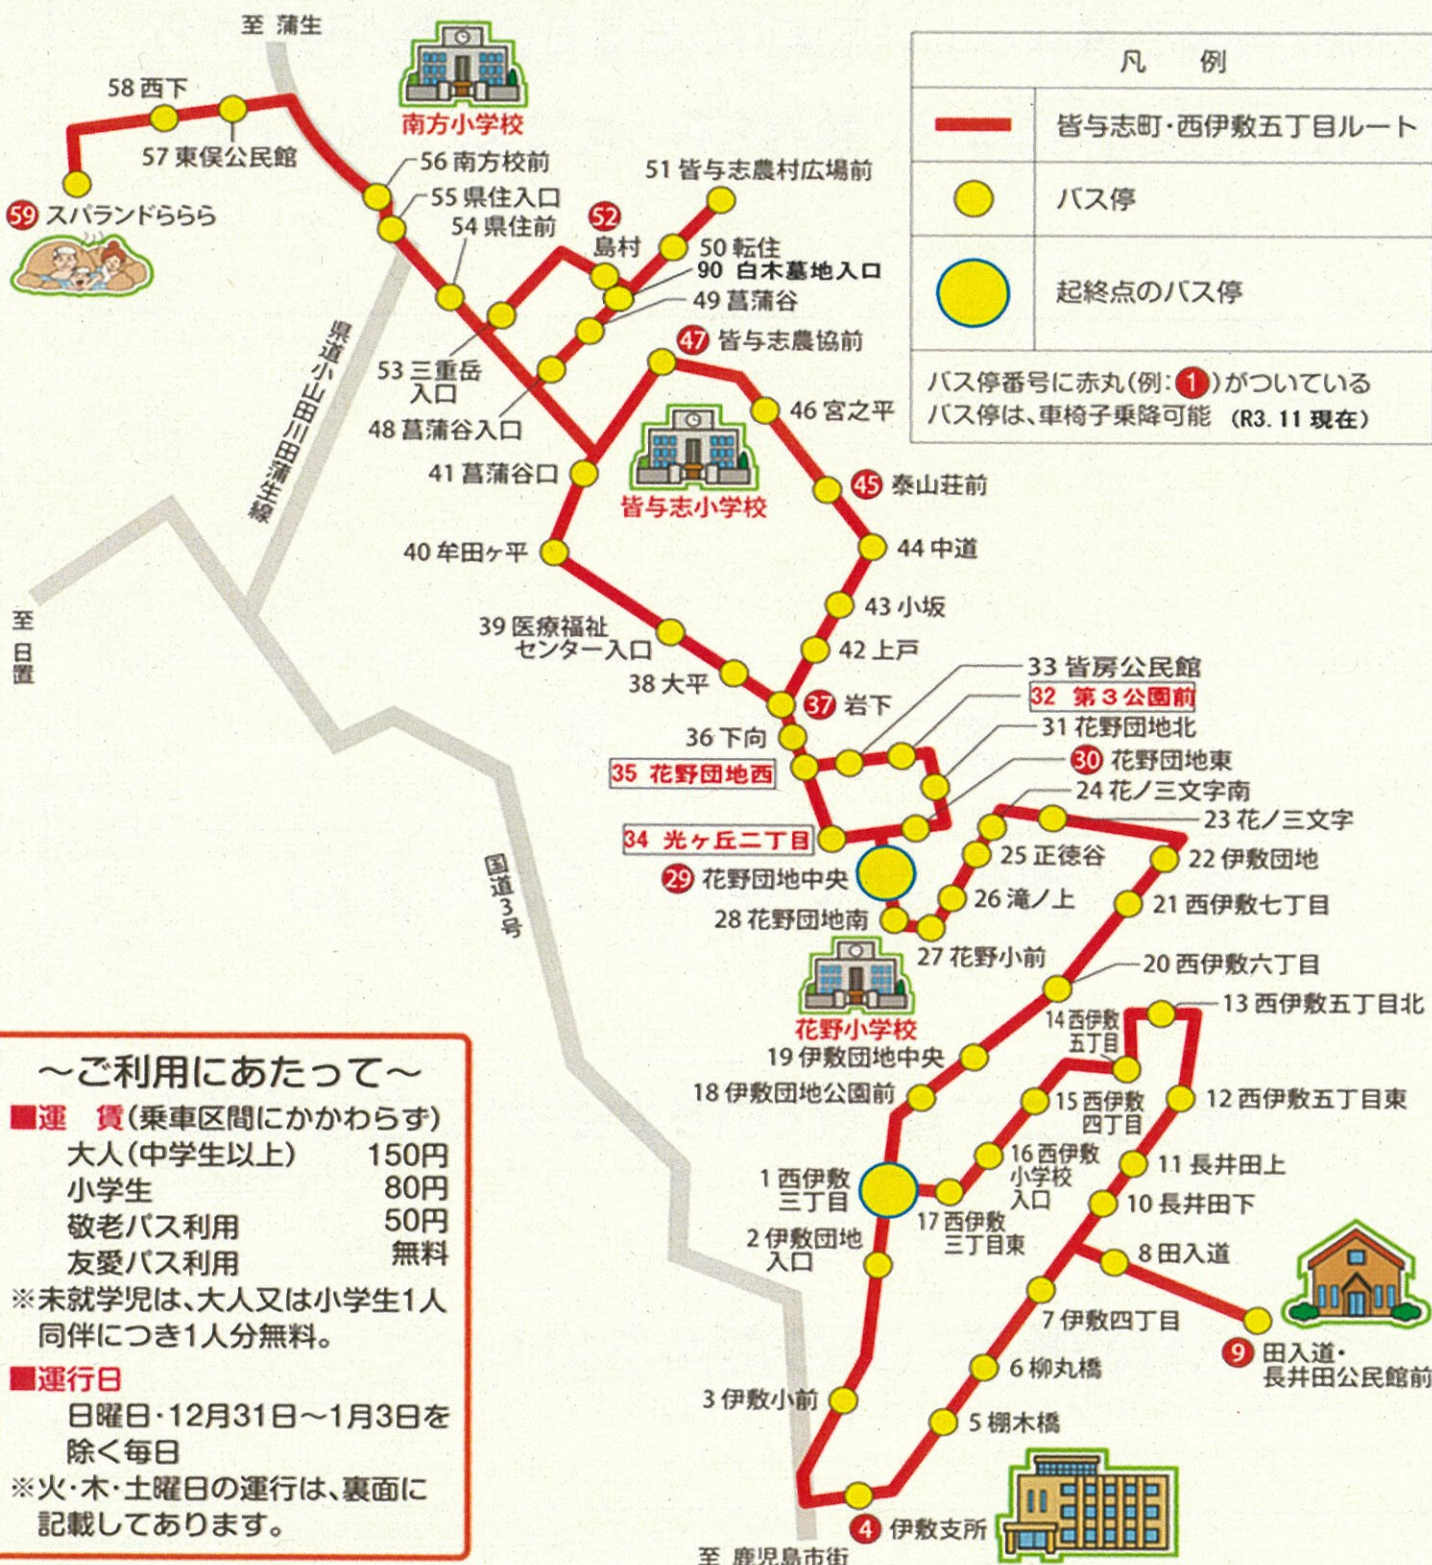 至 蒲生
58 西下
57 東俣公民館
59 スパランドららら
南方小学校
56 南方校前
55 県住入口
54 県住前
52
島村
51 皆与志農村広場前
50 転住
90 白木墓地入口
49 菖蒲谷
53 三重岳
入口
48 菖蒲谷入口
47 皆与志農協前
46 宮之平
皆与志小学校
45 泰山荘前
41 菖蒲谷口
40 牟田ヶ平
44 中道
43 小坂
42 上戸
39 医療福祉
センター入口
38 大平
37 岩下
36 下向
35 花野団地西
34 光ヶ丘二丁目
33 皆房公民館
32 第3公園前
31 花野団地北
30 花野団地東
29 花野団地中央
28 花野団地南
24 花ノ三文字南
23 花ノ三文字
25 正徳谷
22 伊敷団地
26 滝ノ上
21 西伊敷七丁目
27 花野小前
花野小学校
20 西伊敷六丁目
19 伊敷団地中央
18 伊敷団地公園前
13 西伊敷五丁目北
14 西伊敷
五丁目
12 西伊敷五丁目東
15 西伊敷
四丁目
16 西伊敷
小学校
入口
11 長井田上
10 長井田下
1 西伊敷
三丁目
17 西伊敷
三丁目東
2 伊敷団地
入口
8 田入道
7 伊敷四丁目
9 田入道・
長井田公民館前
6 柳丸橋
3 伊敷小前
5 棚木橋
4 伊敷支所
至 鹿児島市街
県道小山田川田蒲生線
至 日置
国道3号
凡 例
皆与志町・西伊敷五丁目ルート
バス停
起終点のバス停
バス停番号に赤丸(例:1)がついている
バス停は、車椅子乗降可能 (R3.11 現在)
～ご利用にあたって～
■運 賃(乗車区間にかかわらず)
大人(中学生以上) 150円
小学生 80円
敬老パス利用 50円
友愛パス利用 無料
※未就学児は、大人又は小学生1人
同伴につき1人分無料。
■運行日
日曜日・12月31日～1月3日を
除く毎日
※火・木・土曜日の運行は、裏面に
記載してあります。